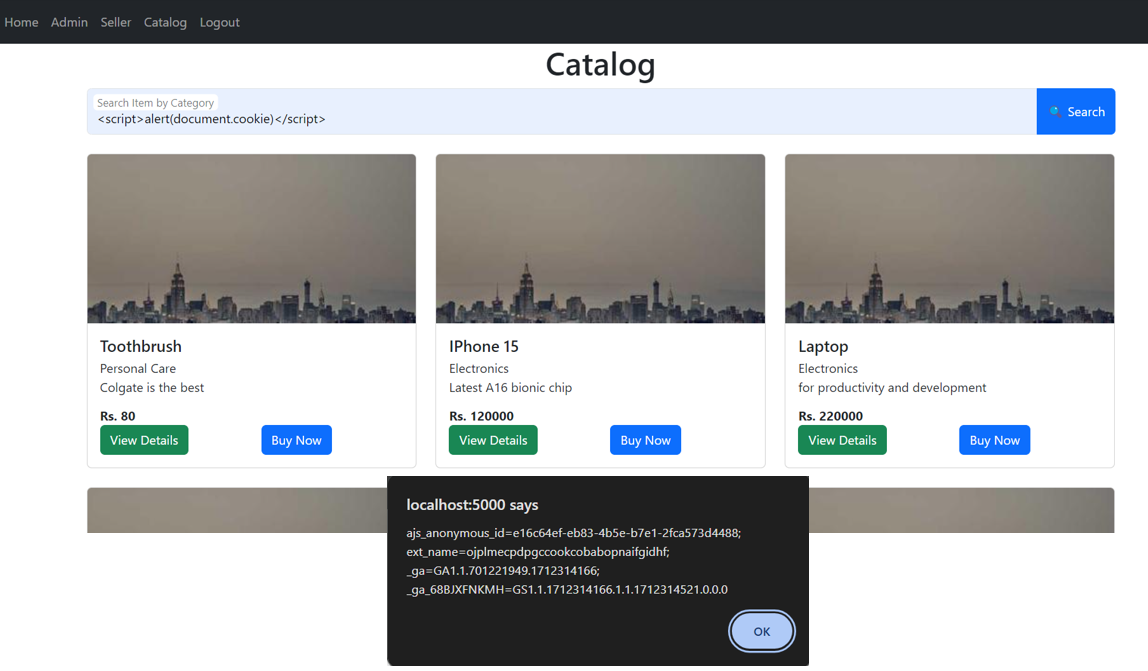 Home Admin Seller Catalog Logout
Catalog
Search Item by Category
<script>alert(document.cookie)</script>
Search
Toothbrush
Personal Care
Colgate is the best
Rs. 80
View Details Buy Now
IPhone 15
Electronics
Latest A16 bionic chip
Rs. 120000
View Details Buy Now
Laptop
Electronics
for productivity and development
Rs. 220000
View Details Buy Now
localhost:5000 says
ajs_anonymous_id=e16c64ef-eb83-4b5e-b7e1-2fca573d4488;
ext_name=ojplmecpdpgccookcobabopnaifgidhf;
_ga=GA1.1.701221949.1712314166;
_ga_68BJXFNKMH=GS1.1.1712314166.1.1.1712314521.0.0.0
OK